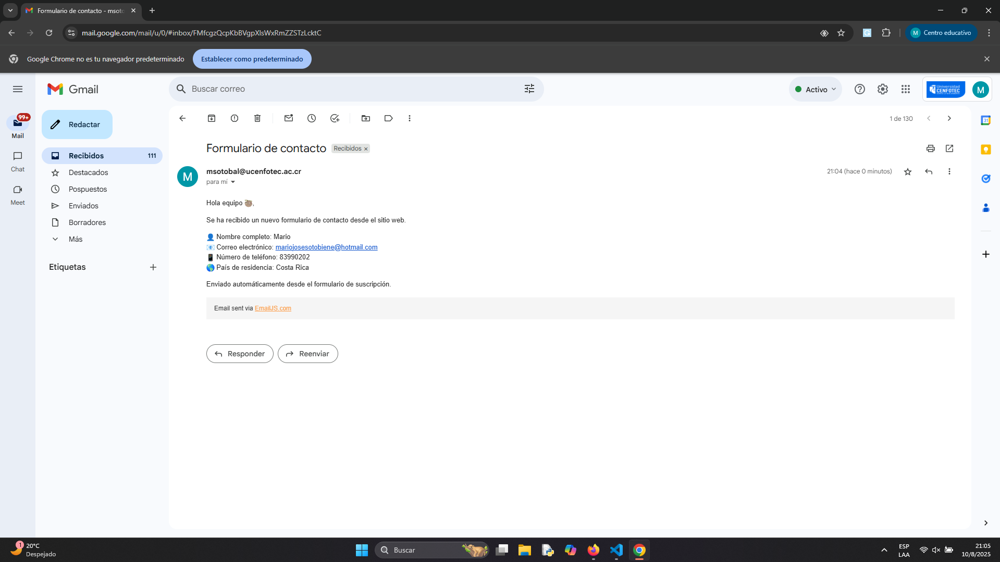 Formulario de contacto - msoto
mail.google.com/mail/u/0/#inbox/FMfcgzQcpKbBVgpXlsWxRmZZSTzLcktC
Centro educativo
Google Chrome no es tu navegador predeterminado
Establecer como predeterminado
Gmail
Buscar correo
Activo
Universidad
CENFOTEC
M
99+
Mail
Chat
Meet
Redactar
Recibidos 111
Destacados
Pospuestos
Enviados
Borradores
Más
Etiquetas
1 de 130
Formulario de contacto
Recibidos
M
msotobal@ucenfotec.ac.cr
para mí
21:04 (hace 0 minutos)
Hola equipo 🦥,
Se ha recibido un nuevo formulario de contacto desde el sitio web.
👤 Nombre completo: Mario
📧 Correo electrónico: mariojosesotobiene@hotmail.com
📱 Número de teléfono: 83990202
🌎 País de residencia: Costa Rica
Enviado automáticamente desde el formulario de suscripción.
Email sent via EmailJS.com
Responder
Reenviar
31
1
20°C
Despejado
Buscar
ESP
LAA
21:05
10/8/2025